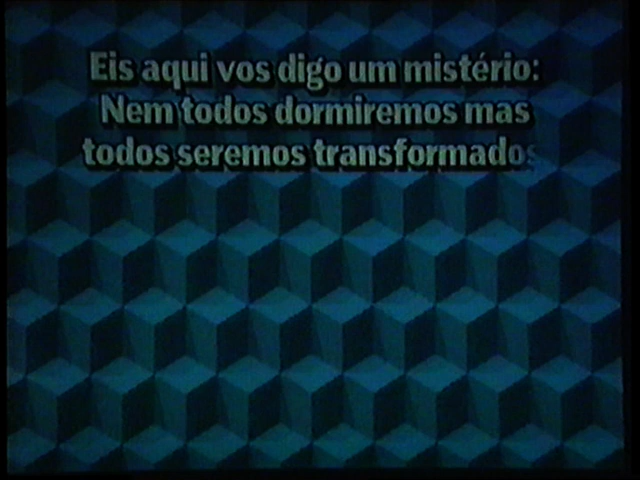 Eis aqui vos digo um mistério:
Nem todos dormiremos mas
todos seremos transformados